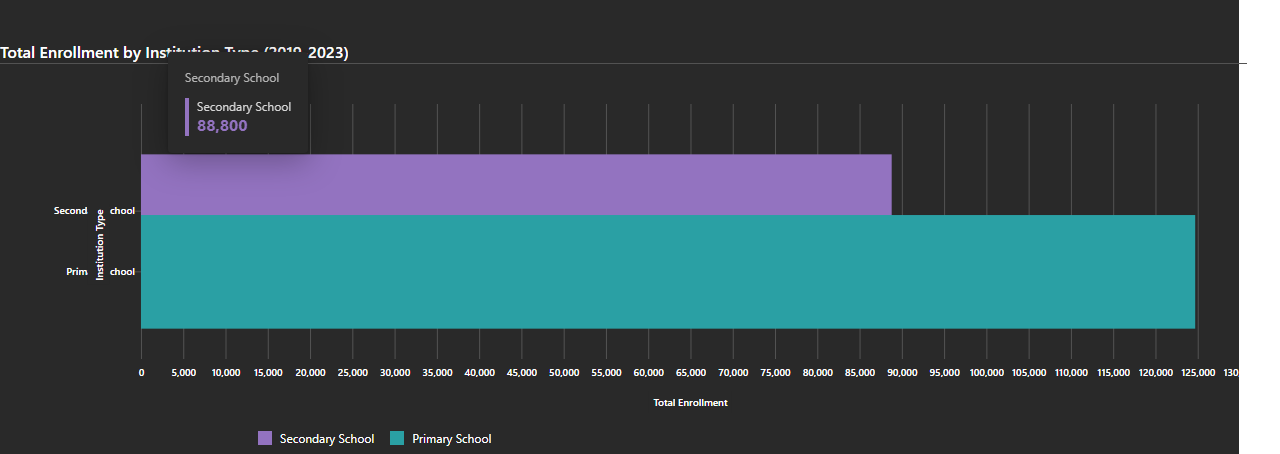 Total Enrollment by Institution Type (2019-2023)
Secondary School
Secondary School
88,800
Second chool
Institution Type
Prim chool
0 5,000 10,000 15,000 20,000 25,000 30,000 35,000 40,000 45,000 50,000 55,000 60,000 65,000 70,000 75,000 80,000 85,000 90,000 95,000 100,000 105,000 110,000 115,000 120,000 125,000 130,
Total Enrollment
Secondary School Primary School